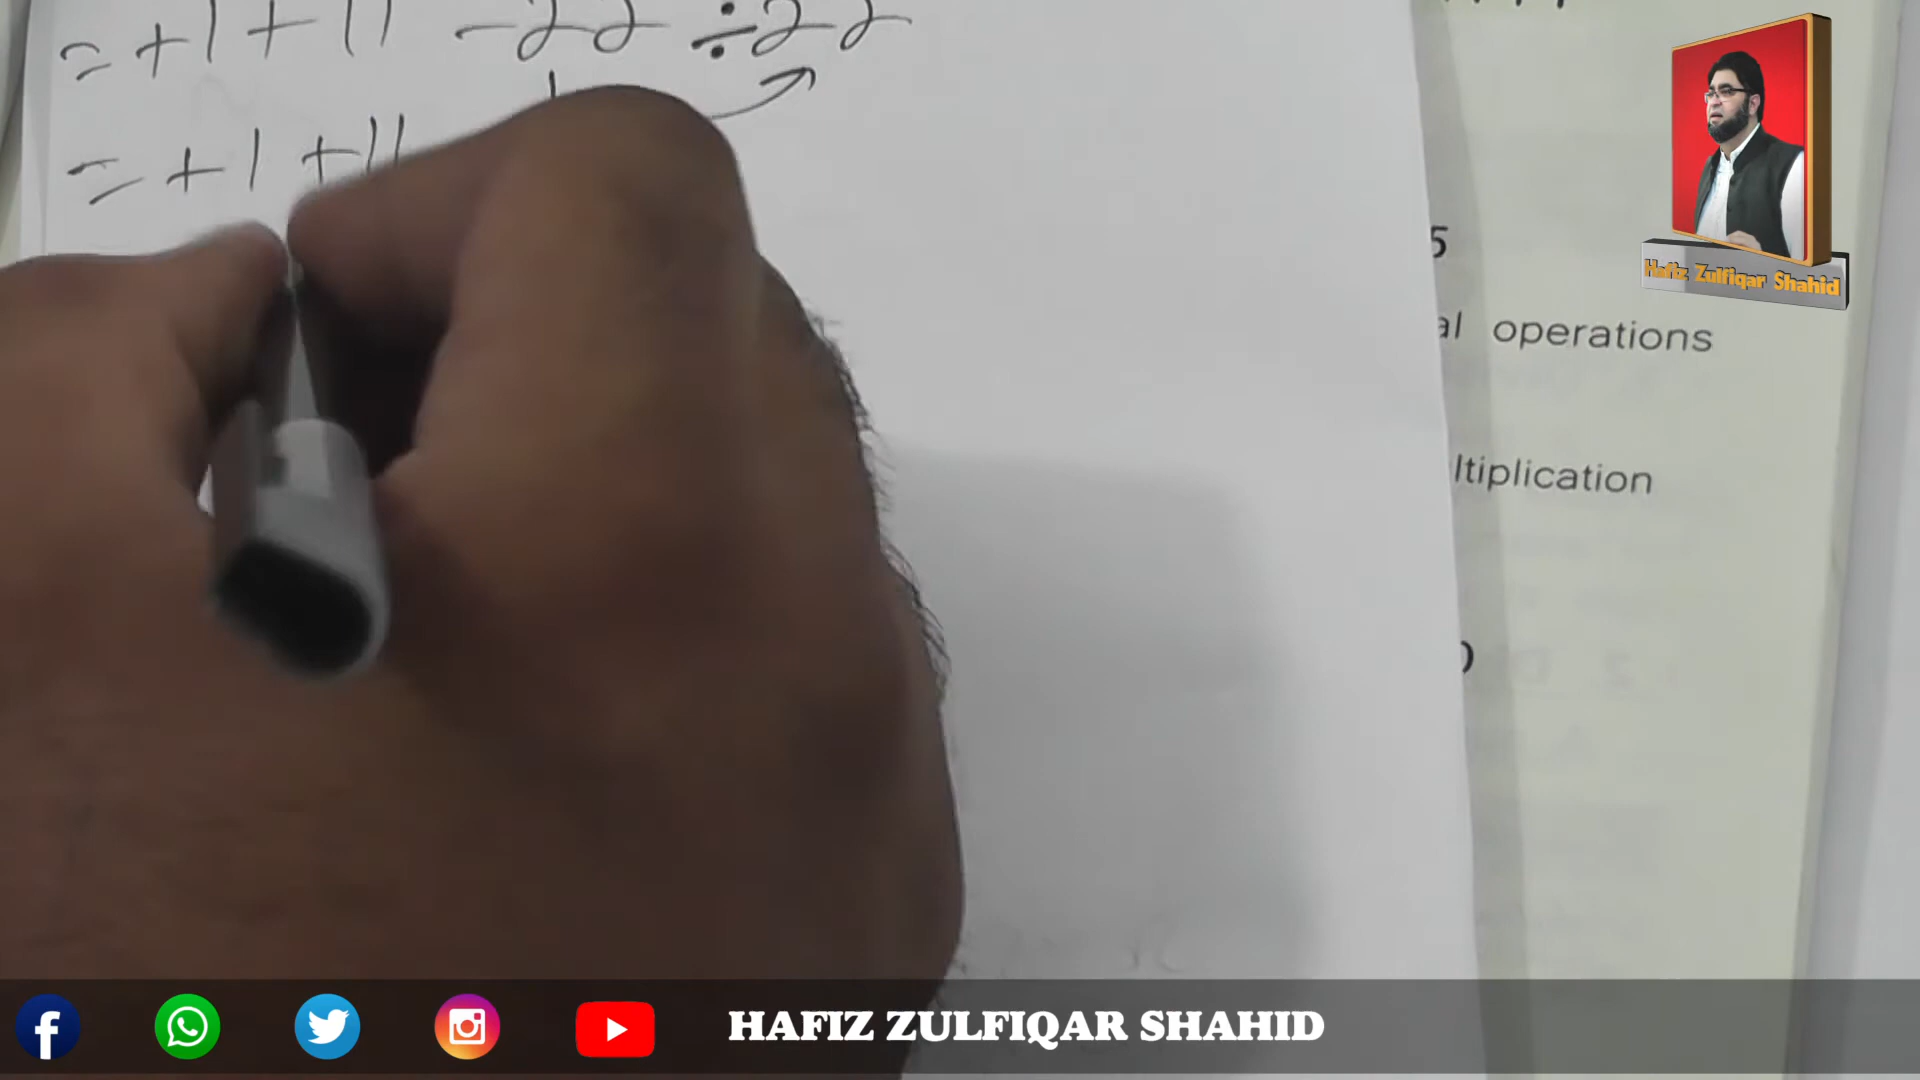 = +1 + 11 - 22 ÷ 22
= + 1 + 11
5
al operations
ltiplication
Hafiz Zulfiqar Shahid
HAFIZ ZULFIQAR SHAHID